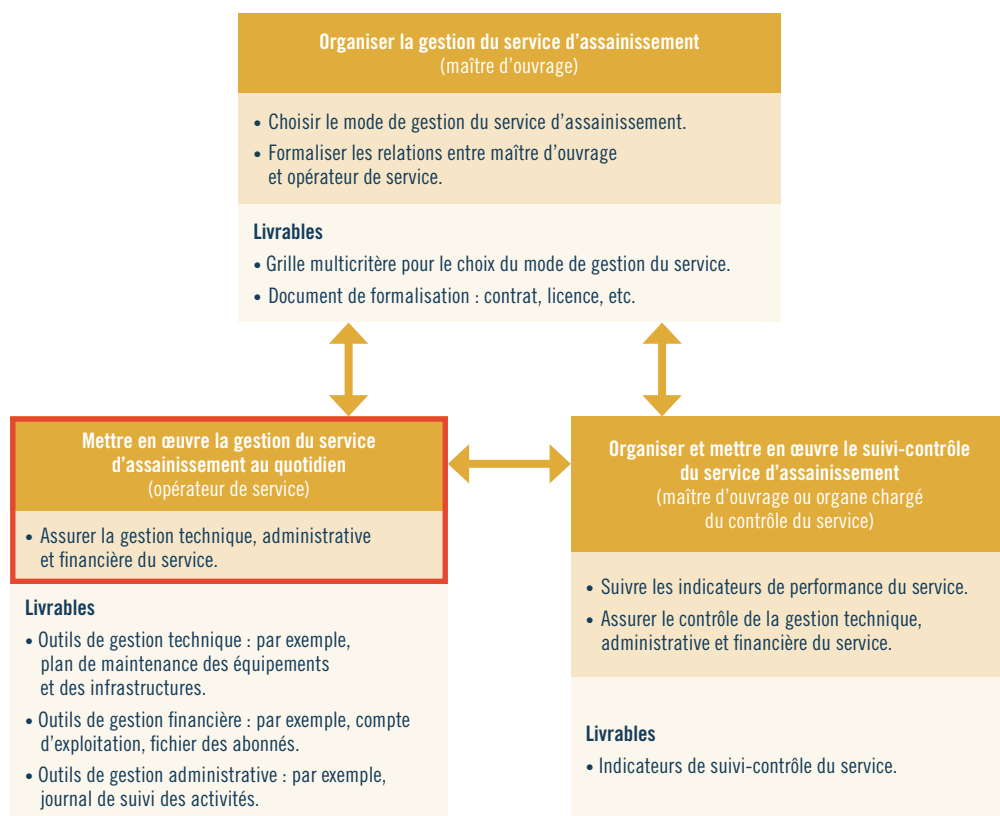 Organiser la gestion du service d'assainissement
(maître d'ouvrage)
• Choisir le mode de gestion du service d'assainissement.
• Formaliser les relations entre maître d'ouvrage
et opérateur de service.
Livrables
• Grille multicritère pour le choix du mode de gestion du service.
• Document de formalisation : contrat, licence, etc.
Mettre en œuvre la gestion du service
d'assainissement au quotidien
(opérateur de service)
• Assurer la gestion technique, administrative
et financière du service.
Livrables
• Outils de gestion technique : par exemple,
plan de maintenance des équipements
et des infrastructures.
• Outils de gestion financière : par exemple, compte
d'exploitation, fichier des abonnés.
• Outils de gestion administrative : par exemple,
journal de suivi des activités.
Organiser et mettre en œuvre le suivi-contrôle
du service d'assainissement
(maître d'ouvrage ou organe chargé
du contrôle du service)
• Suivre les indicateurs de performance du service.
• Assurer le contrôle de la gestion technique,
administrative et financière du service.
Livrables
• Indicateurs de suivi-contrôle du service.